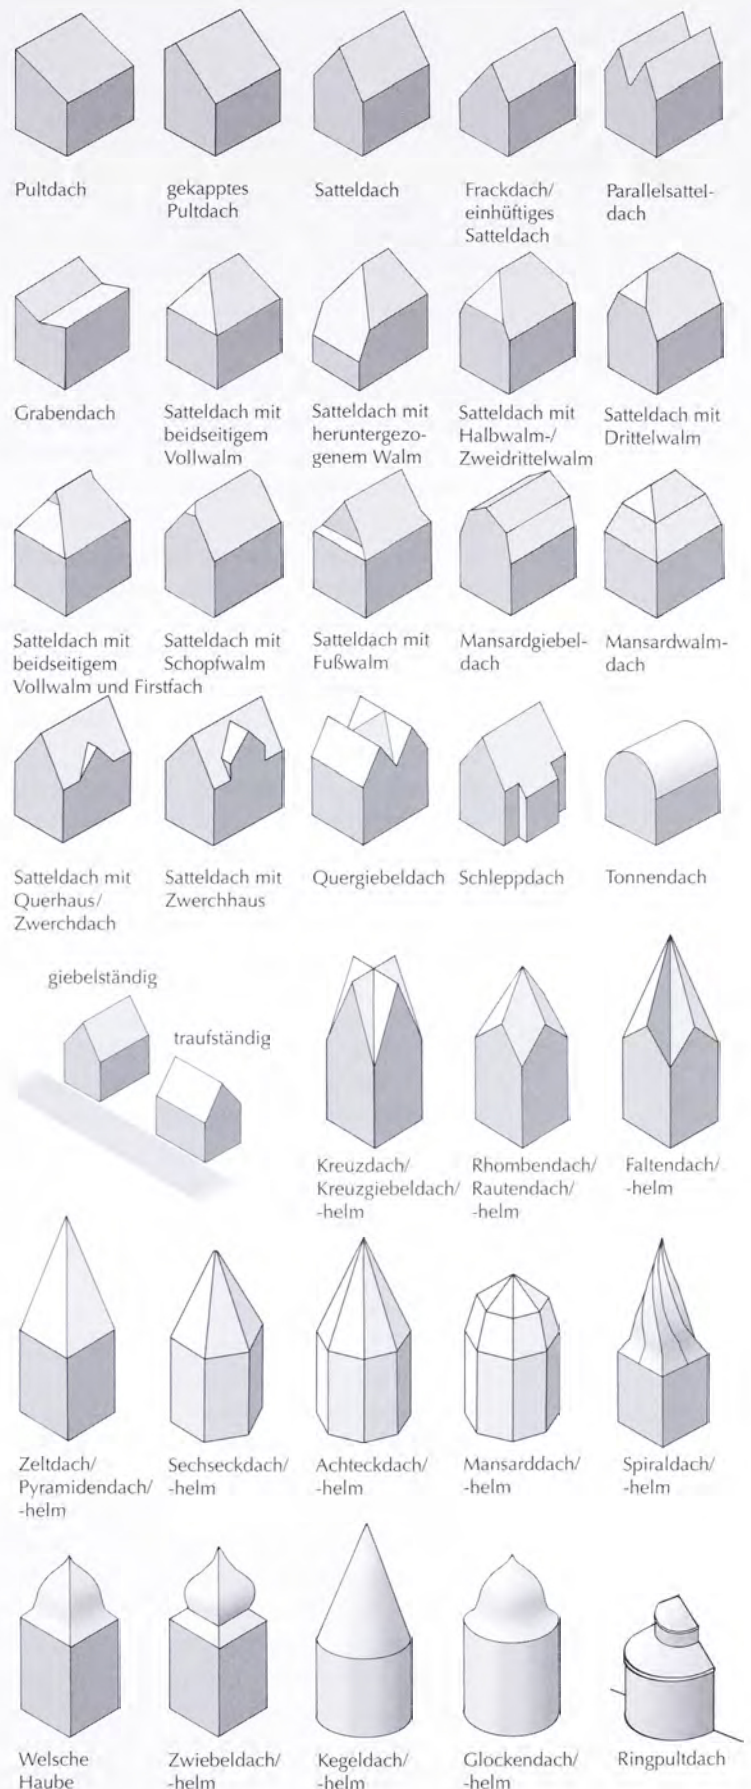 Pultdach
gekapptes
Pultdach
Satteldach
Frackdach/
einhüftiges
Satteldach
Parallelsattel-
dach
Grabendach
Satteldach mit
beidseitigem
Vollwalm
Satteldach mit
heruntergezo-
genem Walm
Satteldach mit
Halbwalm-/
Zweidrittelwalm
Satteldach mit
Drittelwalm
Satteldach mit
beidseitigem
Vollwalm und Firstfach
Satteldach mit
Schopfwalm
Satteldach mit
Fußwalm
Mansardgiebel-
dach
Mansardwalm-
dach
Satteldach mit
Querhaus/
Zwerchdach
Satteldach mit
Zwerchhaus
Quergiebeldach
Schleppdach
Tonnendach
giebelständig
traufständig
Kreuzdach/
Kreuzgiebeldach/
-helm
Rhombendach/
Rautendach/
-helm
Faltendach/
-helm
Zeltdach/
Pyramidendach/
-helm
Sechseckdach/
-helm
Achteckdach/
-helm
Mansarddach/
-helm
Spiraldach/
-helm
Welsche
Haube
Zwiebeldach/
-helm
Kegeldach/
-helm
Glockendach/
-helm
Ringpultdach